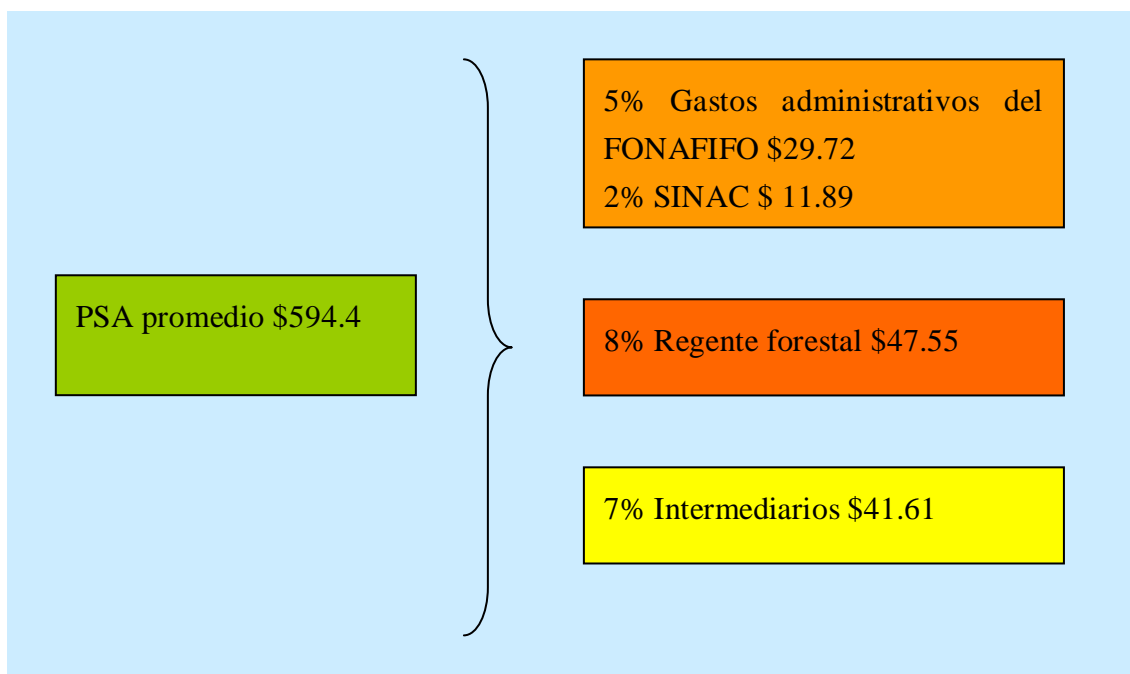 PSA promedio $594.4
5% Gastos administrativos del
FONAFIFO $29.72
2% SINAC $ 11.89
8% Regente forestal $47.55
7% Intermediarios $41.61